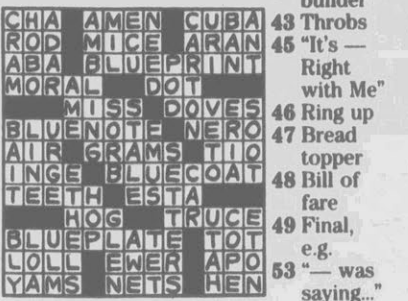 CHA AMEN CUBA
ROD MICE ARAN
ABA BLUEPRINT
MORAL DOT
MISS DOVES
BLUENOTE NERO
AIR GRAMS TIO
INGE BLUECOAT
TEETH ESTA
HOG TRUCE
BLUEPLATE TOT
LOLL EWER APO
YAMS NETS HEN
builder
43 Throbs
45 "It's —
Right
with Me"
46 Ring up
47 Bread
topper
48 Bill of
fare
49 Final,
e.g.
53 "— was
saying..."